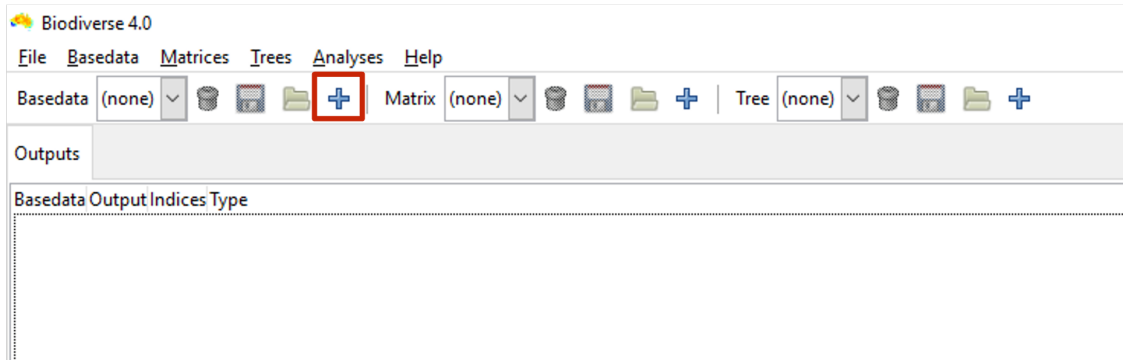 Biodiverse 4.0
File Basedata Matrices Trees Analyses Help
Basedata (none) Matrix (none) Tree (none)
Outputs
Basedata Output Indices Type